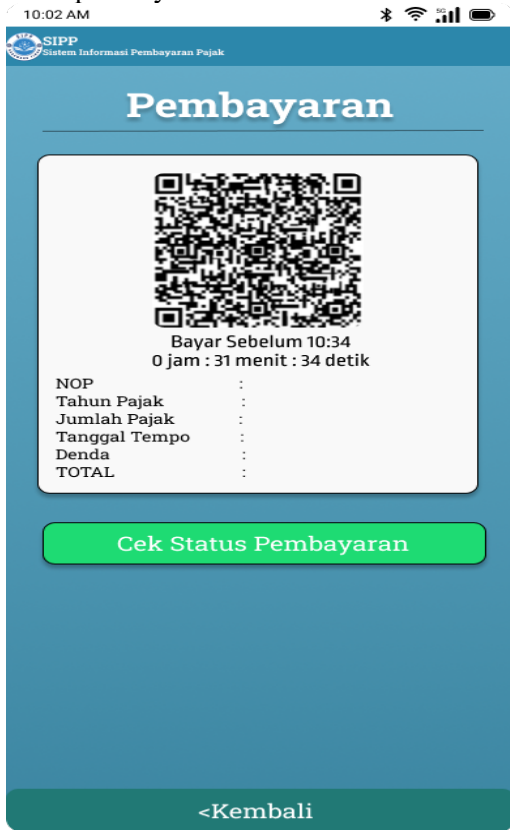 10:02 AM
5G
SIPP
Sistem Informasi Pembayaran Pajak
Pembayaran
Bayar Sebelum 10:34
0 jam : 31 menit : 34 detik
NOP :
Tahun Pajak :
Jumlah Pajak :
Tanggal Tempo :
Denda :
TOTAL :
Cek Status Pembayaran
<Kembali